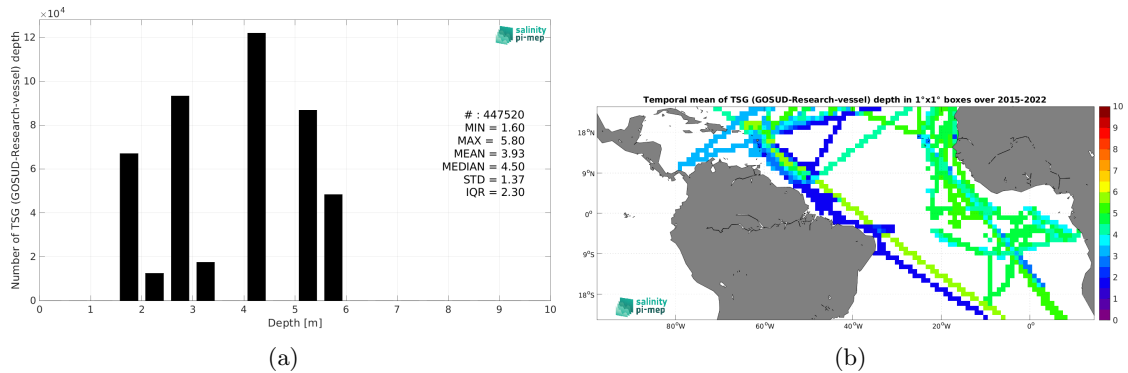 ×10⁴
Number of TSG (GOSUD-Research-vessel) depth
12
10
8
6
4
2
0
0 1 2 3 4 5 6 7 8 9 10
Depth [m]
salinity
pi-mep
# : 447520
MIN = 1.60
MAX = 5.80
MEAN = 3.93
MEDIAN = 4.50
STD = 1.37
IQR = 2.30
(a)
Temporal mean of TSG (GOSUD-Research-vessel) depth in 1°x1° boxes over 2015-2022
18°N
9°N
0°
9°S
18°S
80°W 60°W 40°W 20°W 0°
salinity
pi-mep
10
9
8
7
6
5
4
3
2
1
0
(b)